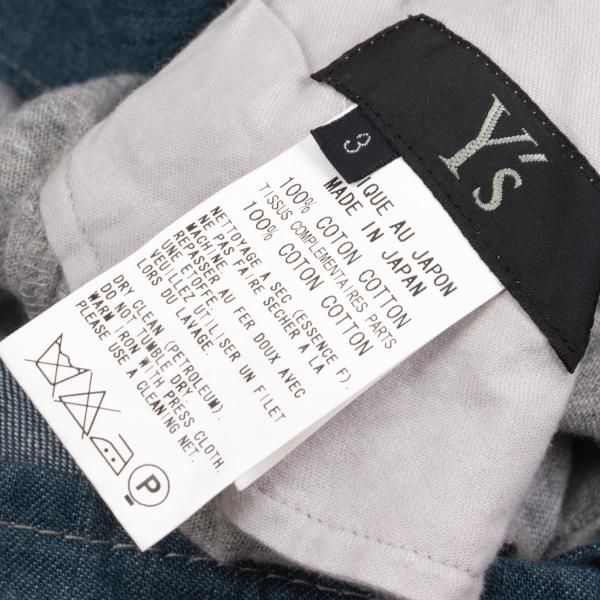 Y's
3
IQUE AU JAPON
MADE IN JAPAN
100% COTON COTTON
TISSUS COMPLEMENTAIRES PARTS
100% COTON COTTON
NETTOYAGE A SEC (ESSENCE F).
NE PAS FAIRE SÉCHER A LA
MACHINE.
REPASSER AU FER DOUX AVEC
UNE ETOFFE.
VEUILLEZ UTILISER UN FILET
LORS DU LAVAGE.
DRY CLEAN (PETROLEUM).
DO NOT TUMBLE DRY.
WARM IRON WITH PRESS CLOTH.
PLEASE USE A CLEANING NET.
P